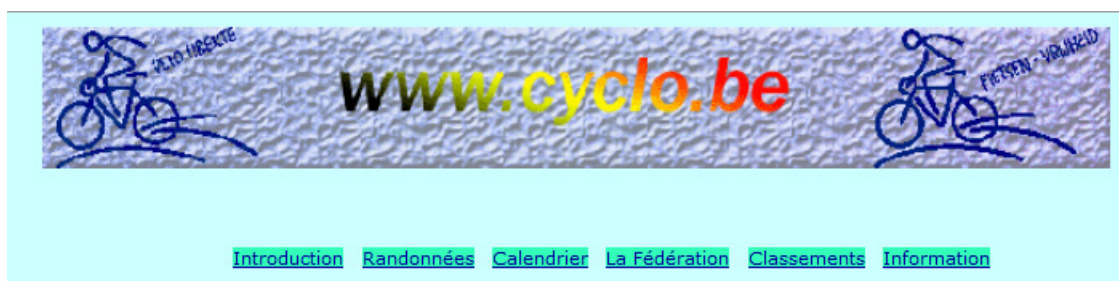 VELO LIBERTE
www.cyclo.be
FIETSEN - VRIJHEID
Introduction Randonnées Calendrier La Fédération Classements Information